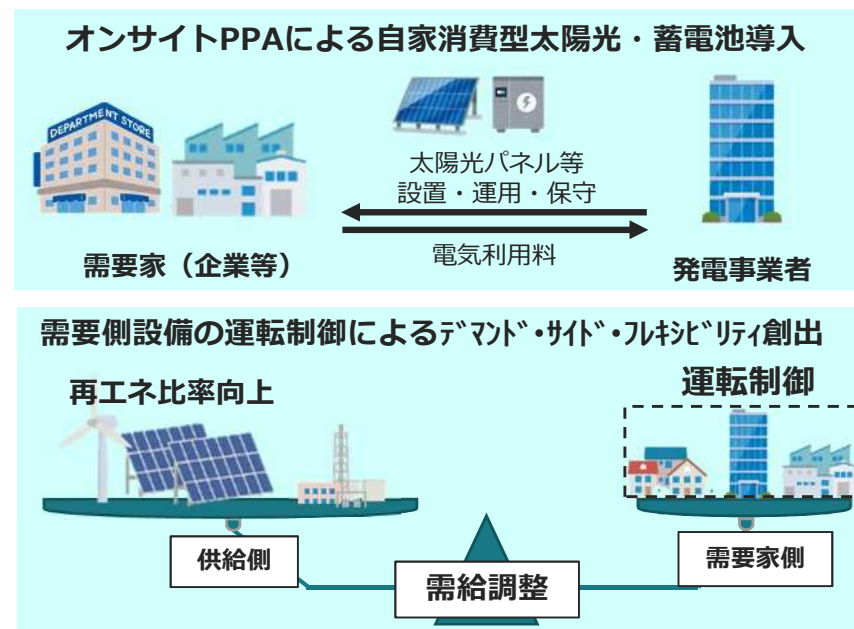 オンサイトPPAによる自家消費型太陽光・蓄電池導入
DEPARTMENT STORE
太陽光パネル等
設置・運用・保守
電気利用料
需要家（企業等）
発電事業者
需要側設備の運転制御によるﾃﾞﾏﾝﾄﾞ・ｻｲﾄﾞ・ﾌﾚｷｼﾋﾞﾘﾃｨ創出
再エネ比率向上
運転制御
供給側
需要家側
需給調整